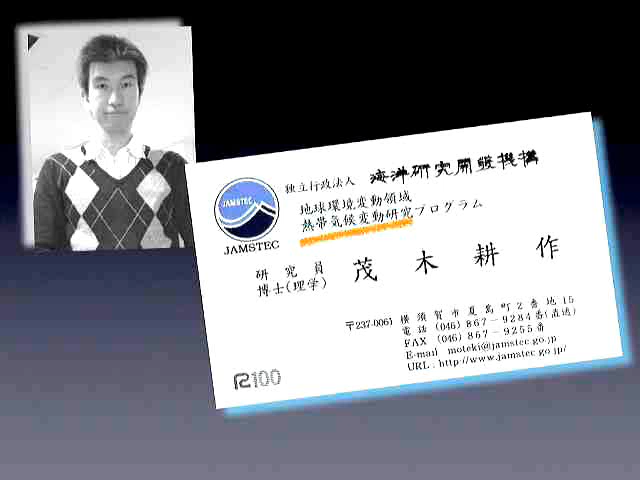 JAMSTEC
JAMSTEC
独立行政法人 海洋研究開発機構
地球環境変動領域
熱帯気候変動研究プログラム
研究員
博士(理学)
茂木 耕作
〒237-0061 横須賀市夏島町2番地15
電話 (046) 867-9284番(直通)
FAX (046) 867-9255番
E-mail moteki@jamstec.go.jp
URL. http://www.jamstec.go.jp/
R100